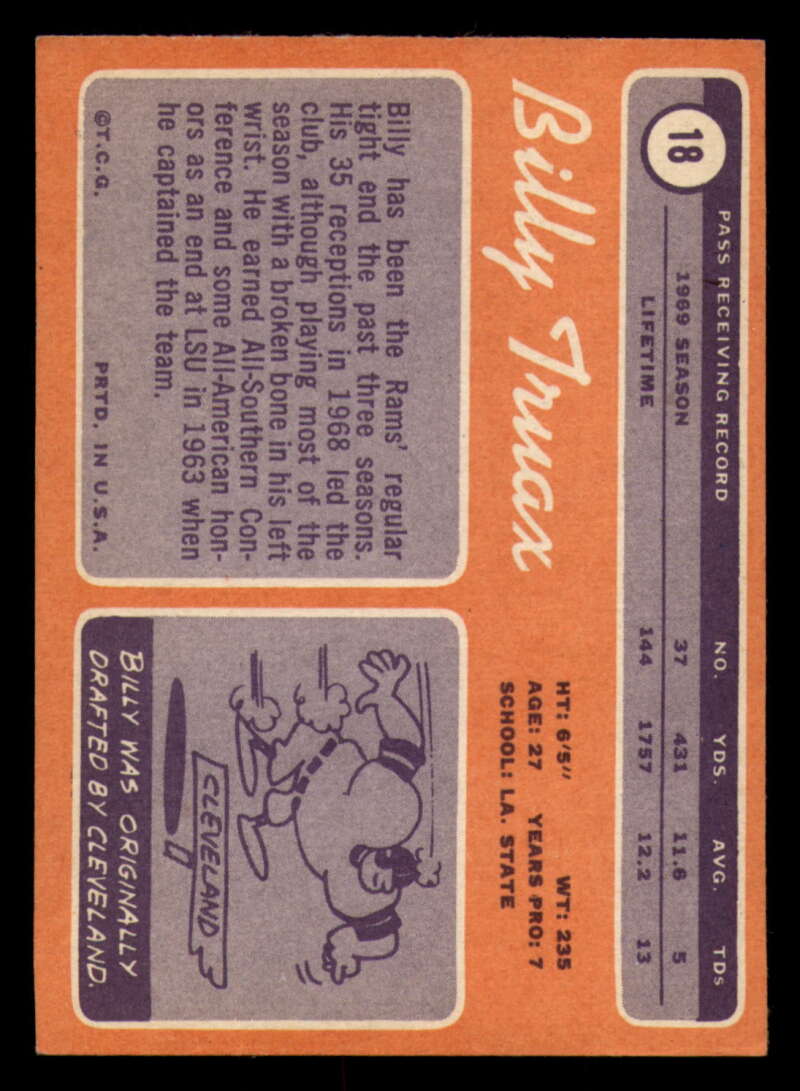 18
PASS RECEIVING RECORD NO. YDS. AVG. TDs
1969 SEASON 37 431 11.6 5
LIFETIME 144 1757 12.2 13
Billy Truax
HT: 6'5" WT: 235
AGE: 27 YEARS PRO: 7
SCHOOL: LA. STATE
Billy has been the Rams' regular
tight end the past three seasons.
His 35 receptions in 1968 led the
club, although playing most of the
season with a broken bone in his left
wrist. He earned All-Southern Con-
ference and some All-American hon-
ors as an end at LSU in 1963 when
he captained the team.
©T.C.G. PRTD. IN U.S.A.
CLEVELAND
BILLY WAS ORIGINALLY
DRAFTED BY CLEVELAND.